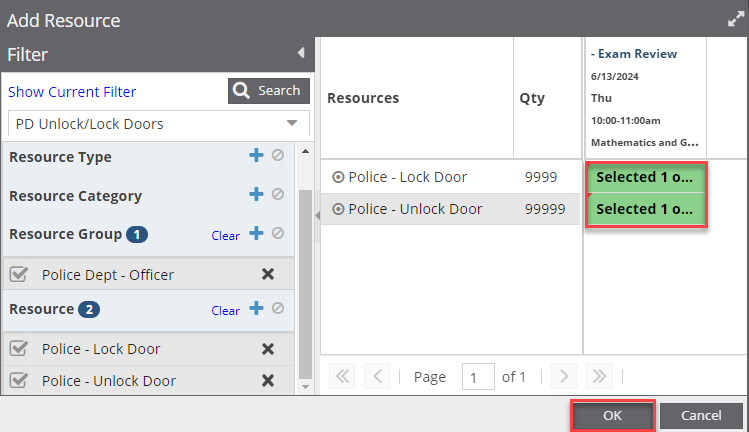 Add Resource
Filter
Show Current Filter
Search
PD Unlock/Lock Doors
Resource Type
Resource Category
Resource Group 1 Clear
Police Dept - Officer
Resource 2 Clear
Police - Lock Door
Police - Unlock Door
Resources Qty
- Exam Review
6/13/2024
Thu
10:00-11:00am
Mathematics and G...
Police - Lock Door 9999 Selected 1 o...
Police - Unlock Door 99999 Selected 1 o...
Page 1 of 1
OK Cancel